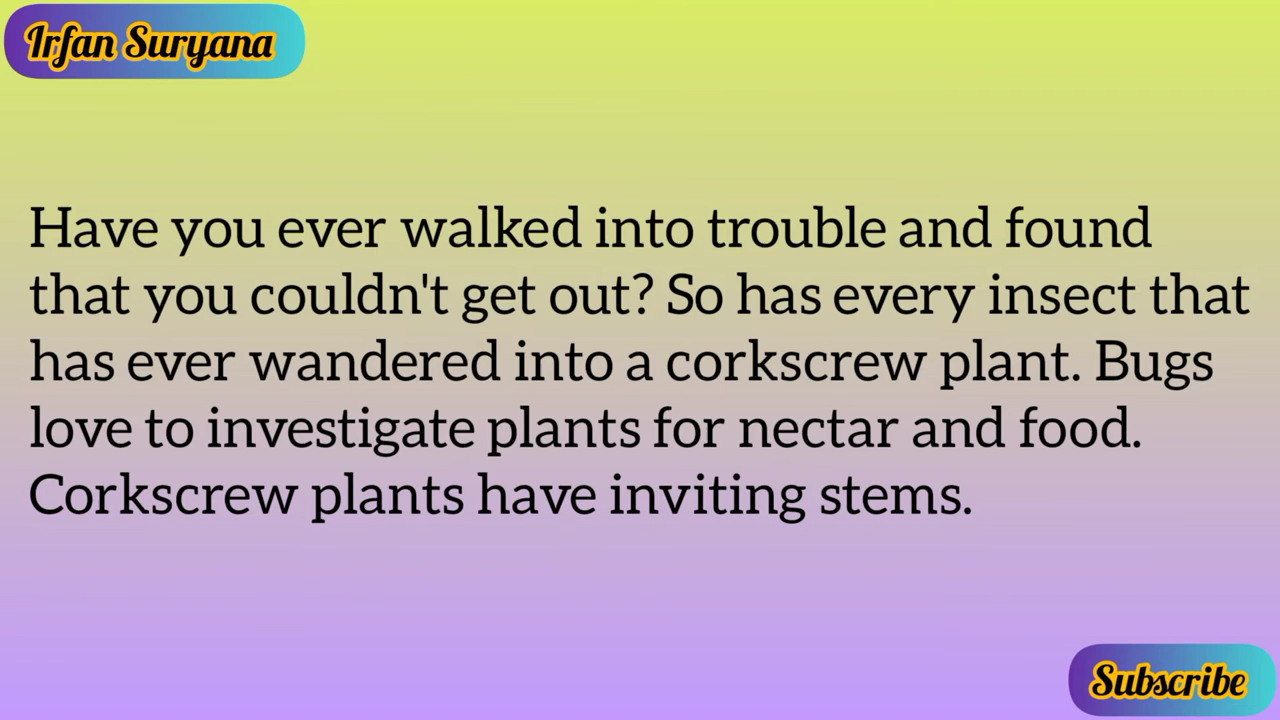 Irfan Suryana
Have you ever walked into trouble and found
that you couldn't get out? So has every insect that
has ever wandered into a corkscrew plant. Bugs
love to investigate plants for nectar and food.
Corkscrew plants have inviting stems.
Subscribe